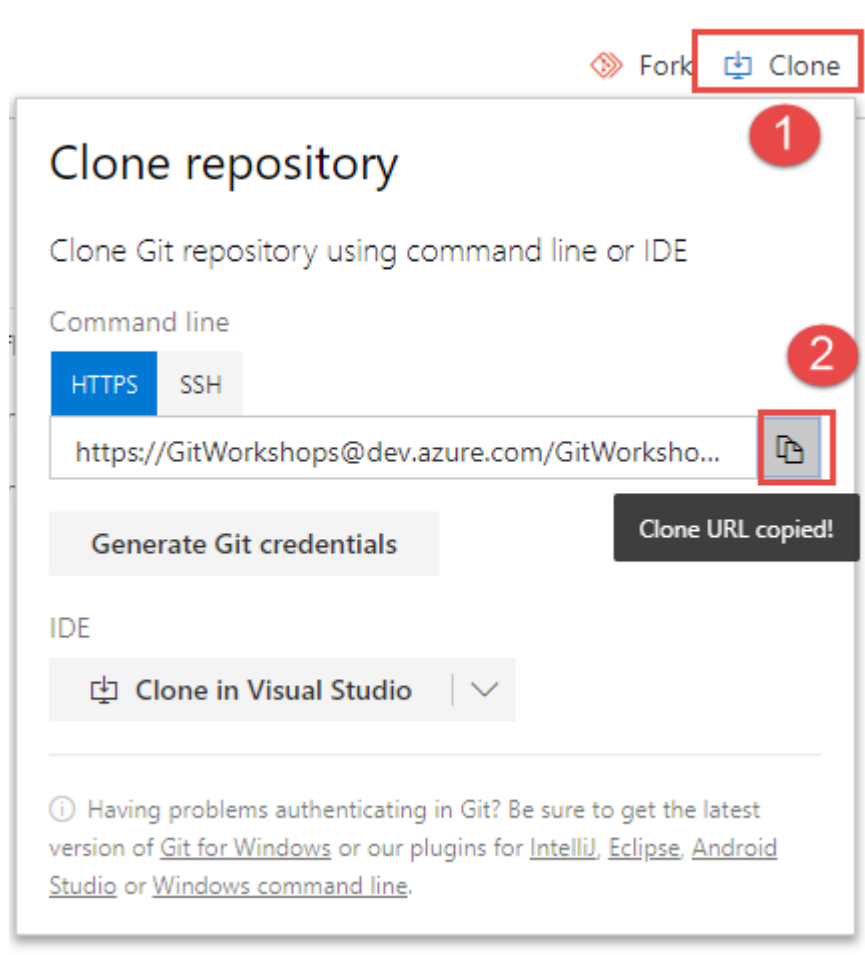 Fork Clone
1
Clone repository
Clone Git repository using command line or IDE
Command line
2
HTTPS SSH
https://GitWorkshops@dev.azure.com/GitWorksho...
Clone URL copied!
Generate Git credentials
IDE
Clone in Visual Studio
Having problems authenticating in Git? Be sure to get the latest
version of Git for Windows or our plugins for IntelliJ, Eclipse, Android
Studio or Windows command line.